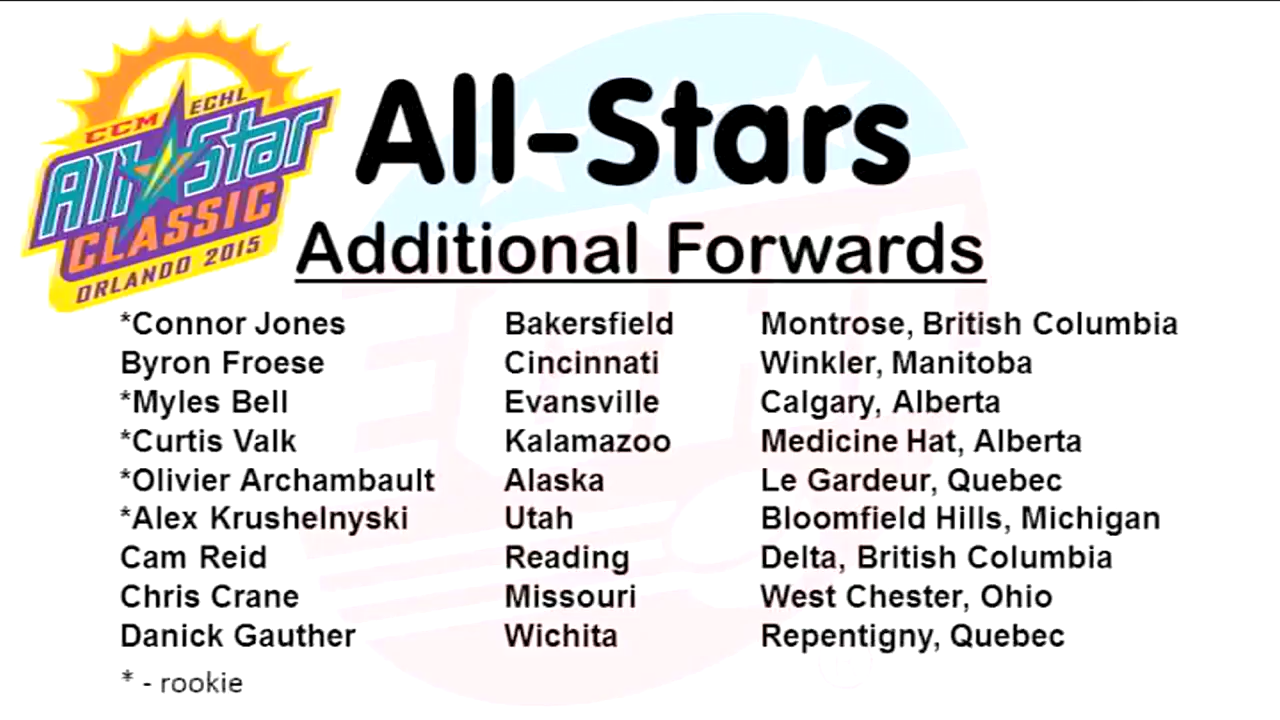 CCM ECHL
All Star
CLASSIC
ORLANDO 2015
All-Stars
Additional Forwards
*Connor Jones Bakersfield Montrose, British Columbia
Byron Froese Cincinnati Winkler, Manitoba
*Myles Bell Evansville Calgary, Alberta
*Curtis Valk Kalamazoo Medicine Hat, Alberta
*Olivier Archambault Alaska Le Gardeur, Quebec
*Alex Krushelnyski Utah Bloomfield Hills, Michigan
Cam Reid Reading Delta, British Columbia
Chris Crane Missouri West Chester, Ohio
Danick Gauther Wichita Repentigny, Quebec
* - rookie
ECHL